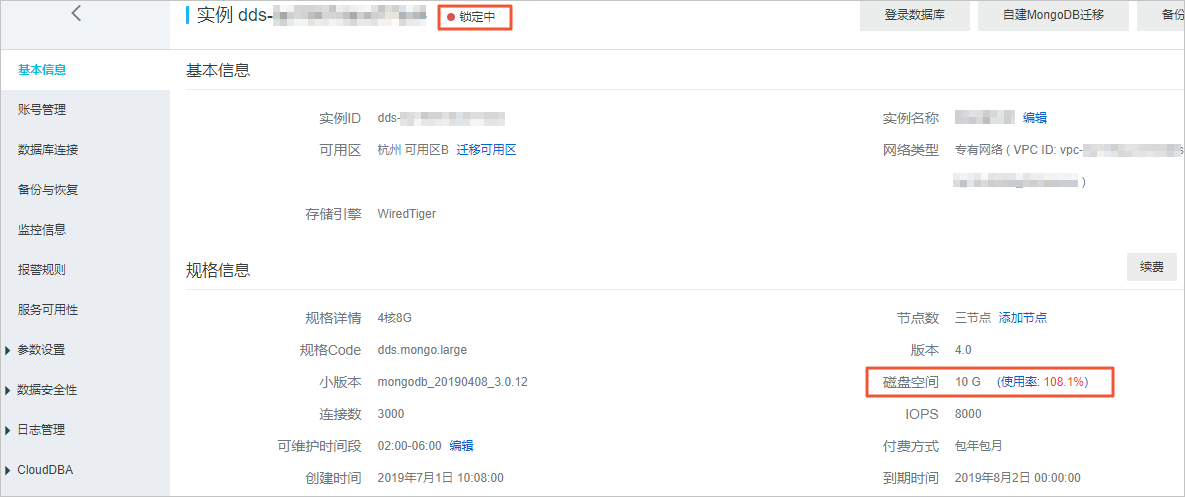 实例 dds-
锁定中
登录数据库
自建MongoDB迁移
备份
基本信息
账号管理
数据库连接
备份与恢复
监控信息
报警规则
服务可用性
参数设置
数据安全性
日志管理
CloudDBA
基本信息
实例ID dds-
实例名称 编辑
可用区 杭州 可用区B 迁移可用区
网络类型 专有网络 ( VPC ID: vpc-
)
存储引擎 WiredTiger
规格信息
续费
规格详情 4核8G
节点数 三节点 添加节点
规格Code dds.mongo.large
版本 4.0
小版本 mongodb_20190408_3.0.12
磁盘空间 10 G (使用率: 108.1%)
连接数 3000
IOPS 8000
可维护时间段 02:00-06:00 编辑
付费方式 包年包月
创建时间 2019年7月1日 10:08:00
到期时间 2019年8月2日 00:00:00